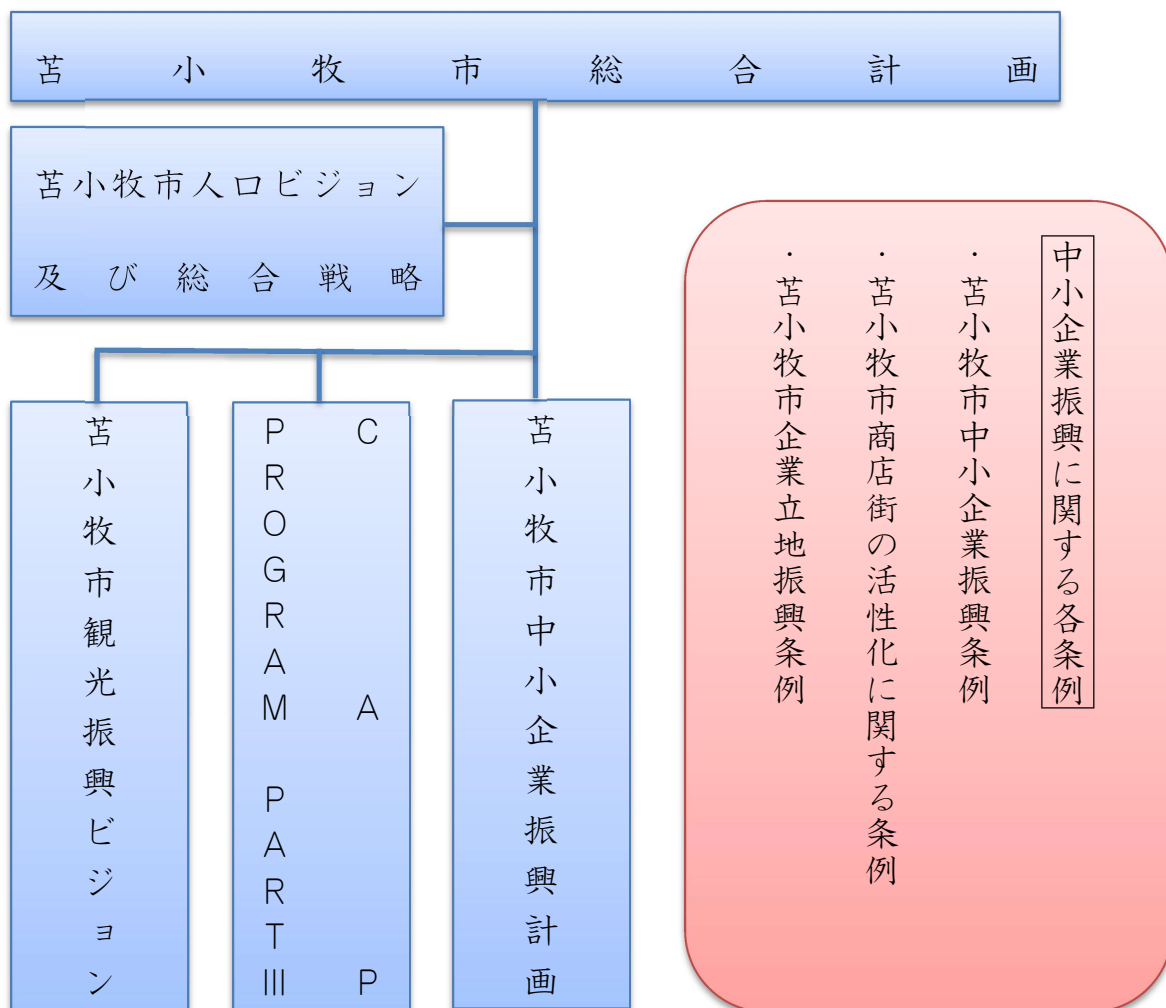 苫小牧市総合計画
苫小牧市人口ビジョン
及び総合戦略
中小企業振興に関する各条例
・苫小牧市中小企業振興条例
・苫小牧市商店街の活性化に関する条例
・苫小牧市企業立地振興条例
苫小牧市中小企業振興計画
CAP
PROGRAM PARTⅢ
苫小牧市観光振興ビジョン